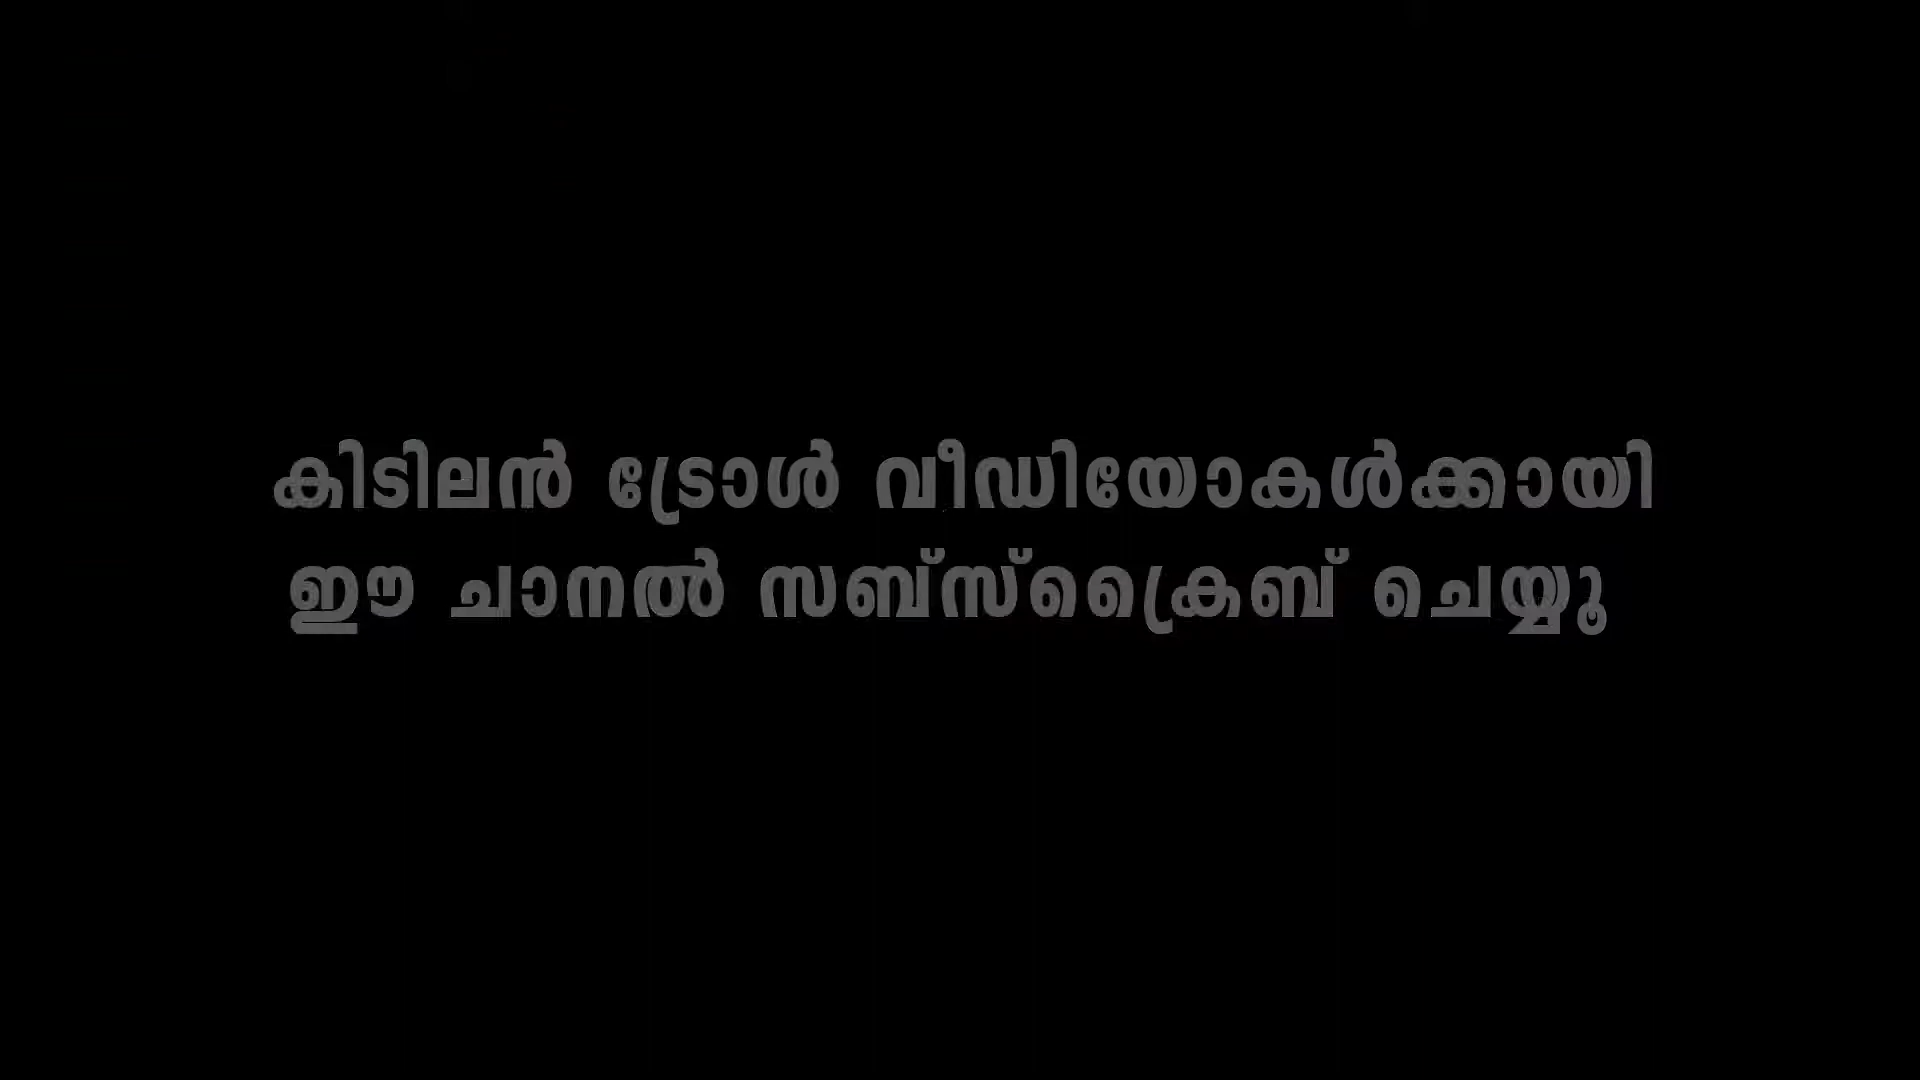 കിടിലൻ ട്രോൾ വീഡിയോകൾക്കായി
ഈ ചാനൽ സബ്സ്ക്രൈബ് ചെയ്യൂ